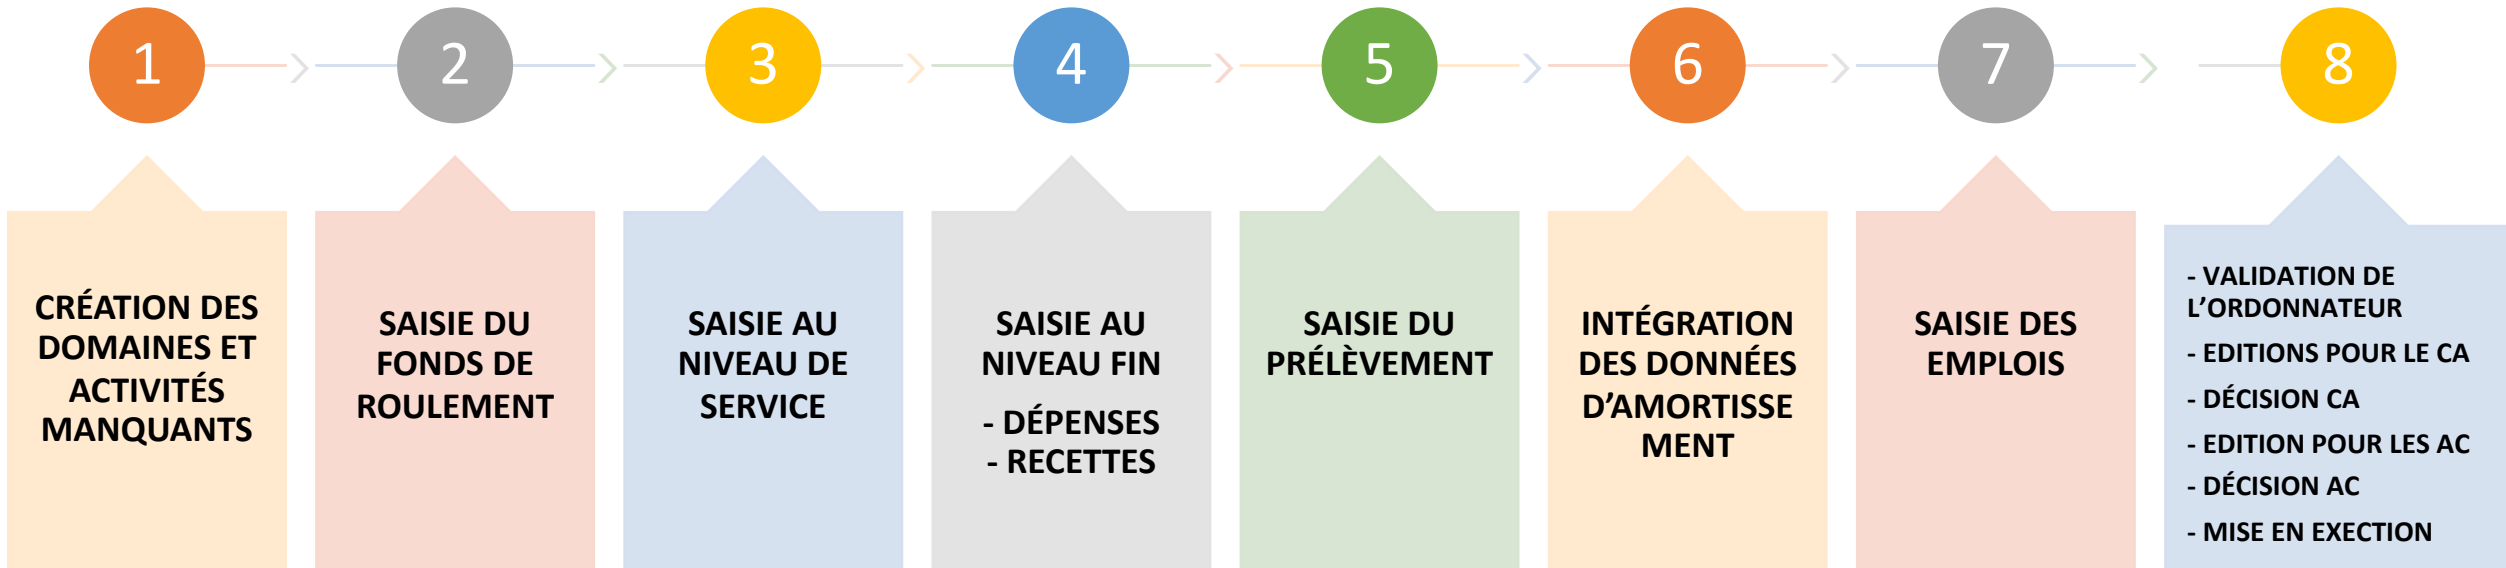 1
2
3
4
5
6
7
8
CRÉATION DES
DOMAINES ET
ACTIVITÉS
MANQUANTS
SAISIE DU
FONDS DE
ROULEMENT
SAISIE AU
NIVEAU DE
SERVICE
SAISIE AU
NIVEAU FIN
- DÉPENSES
- RECETTES
SAISIE DU
PRÉLÈVEMENT
INTÉGRATION
DES DONNÉES
D’AMORTISSE
MENT
SAISIE DES
EMPLOIS
- VALIDATION DE
L’ORDONNATEUR
- EDITIONS POUR LE CA
- DÉCISION CA
- EDITION POUR LES AC
- DÉCISION AC
- MISE EN EXECTION